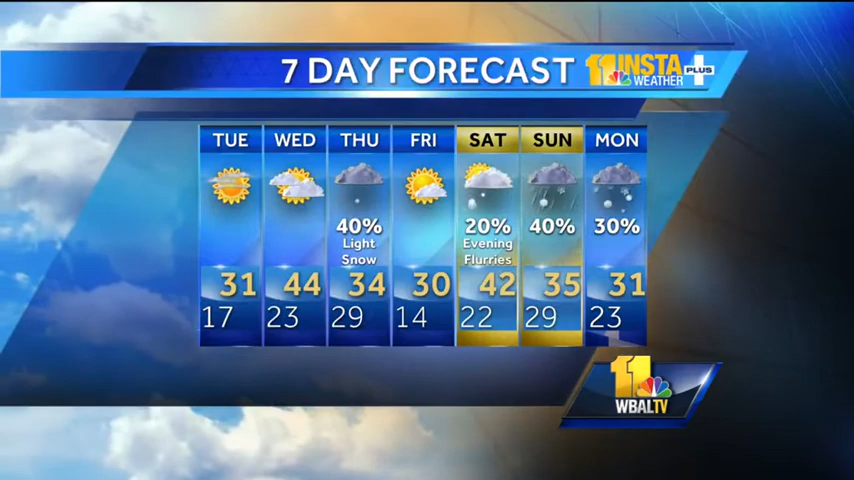 7 DAY FORECAST 11 INSTA WEATHER PLUS
TUE WED THU FRI SAT SUN MON
40% 20% 40% 30%
Light Evening
Snow Flurries
31 44 34 30 42 35 31
17 23 29 14 22 29 23
11
WBALTV